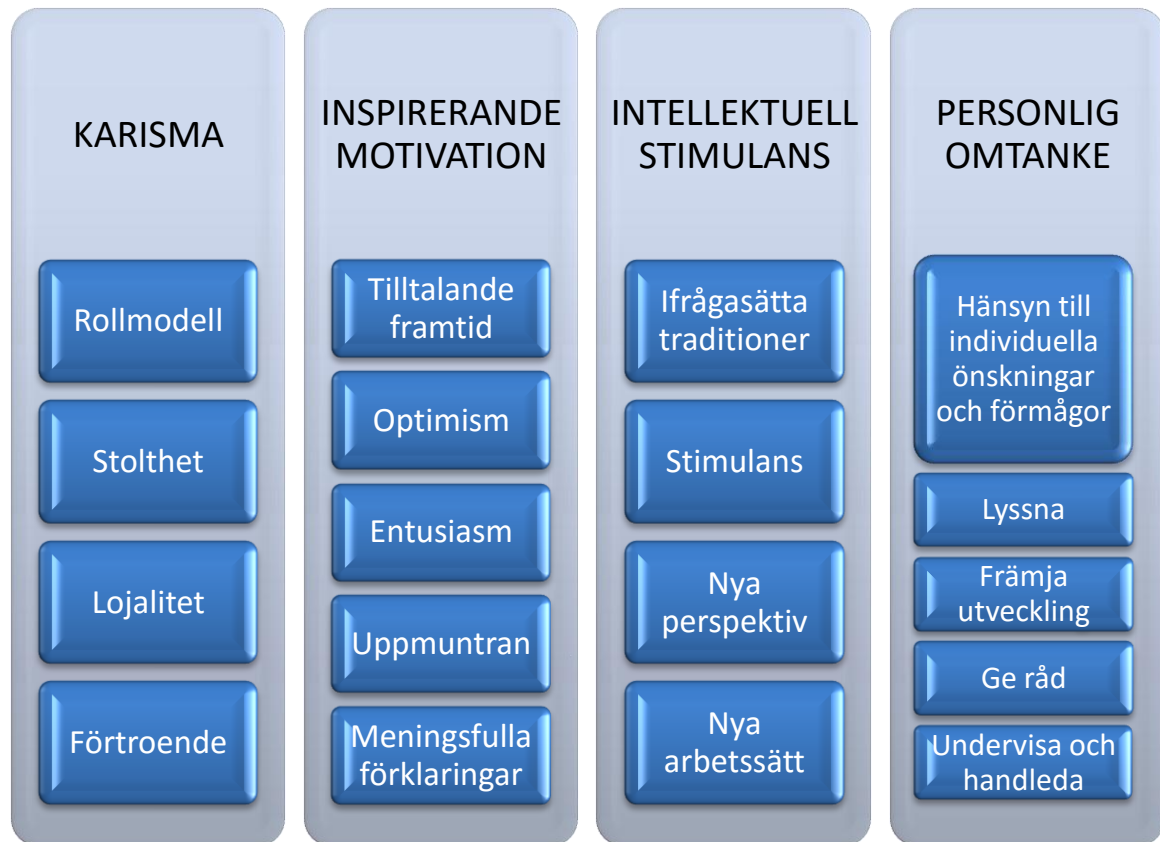 KARISMA
Rollmodell
Stolthet
Lojalitet
Förtroende
INSPIRERANDE
MOTIVATION
Tilltalande
framtid
Optimism
Entusiasm
Uppmuntran
Meningsfulla
förklaringar
INTELLEKTUELL
STIMULANS
Ifrågasätta
traditioner
Stimulans
Nya
perspektiv
Nya
arbetssätt
PERSONLIG
OMTANKE
Hänsyn till
individuella
önskningar
och förmågor
Lyssna
Främja
utveckling
Ge råd
Undervisa och
handleda